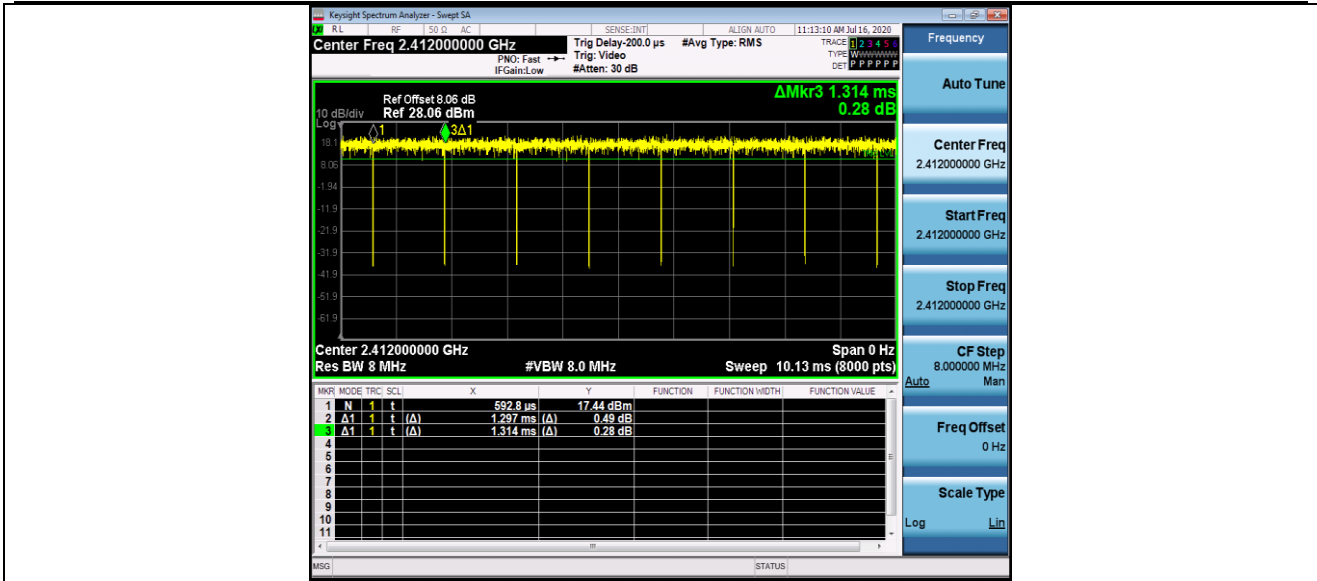 Keysight Spectrum Analyzer - Swept SA
RL RF 50 Ω AC SENSE:INT ALIGN AUTO 11:13:10 AM Jul 16, 2020
Center Freq 2.412000000 GHz
PNO: Fast
IFGain:Low
Trig Delay-200.0 µs
Trig: Video
#Atten: 30 dB
#Avg Type: RMS
TRACE 1 2 3 4 5 6
TYPE
DET P P P P P P
ΔMkr3 1.314 ms
0.28 dB
Ref Offset 8.06 dB
10 dB/div Ref 28.06 dBm
Log
1 3Δ1
18.1
8.06
-1.94
-11.9
-21.9
-31.9
-41.9
-51.9
-61.9
Center 2.412000000 GHz Span 0 Hz
Res BW 8 MHz #VBW 8.0 MHz Sweep 10.13 ms (8000 pts)
MKR MODE TRC SCL X Y FUNCTION FUNCTION WIDTH FUNCTION VALUE
1 N 1 t 592.8 µs 17.44 dBm
2 Δ1 1 t (Δ) 1.297 ms (Δ) 0.49 dB
3 Δ1 1 t (Δ) 1.314 ms (Δ) 0.28 dB
4
5
6
7
8
9
10
11
MSG STATUS
Frequency
Auto Tune
Center Freq
2.412000000 GHz
Start Freq
2.412000000 GHz
Stop Freq
2.412000000 GHz
CF Step
8.000000 MHz
Auto Man
Freq Offset
0 Hz
Scale Type
Log Lin